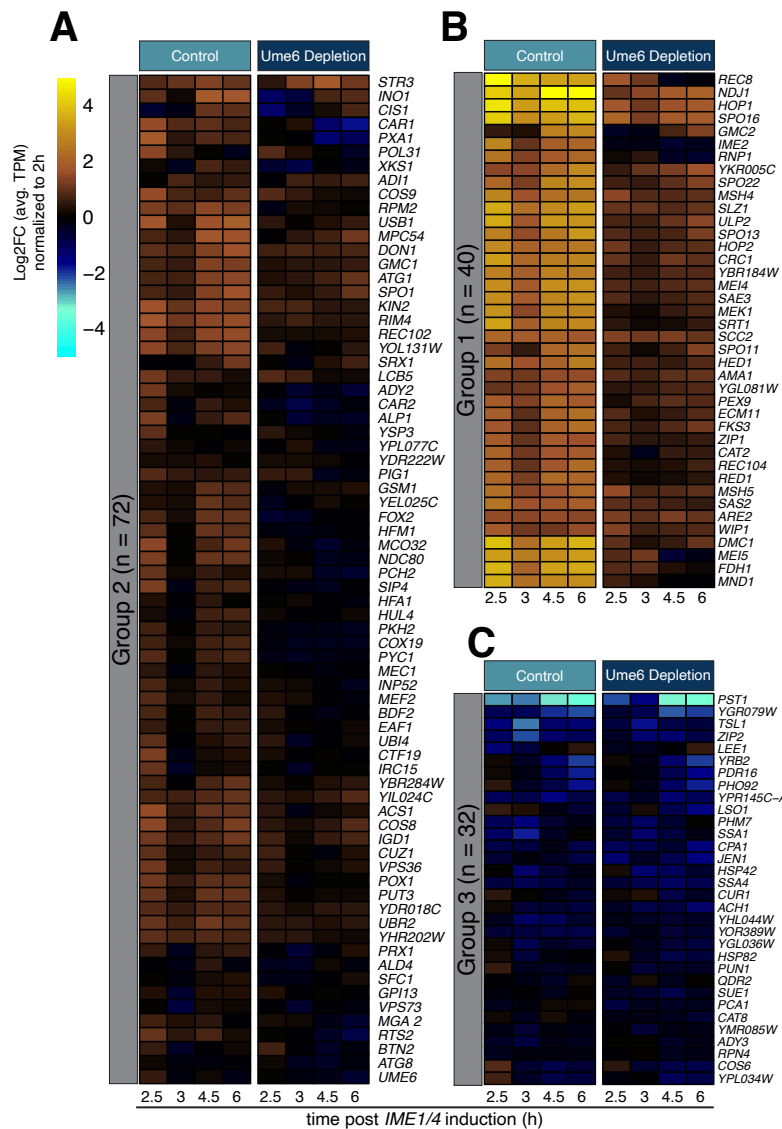 A
Control
Ume6 Depletion
Log2FC (avg. TPM)
normalized to 2h
4
2
0
−2
−4
Group 2 (n = 72)
STR3
INO1
CIS1
CAR1
PXA1
POL31
XKS1
ADI1
COS9
RPM2
USB1
MPC54
DON1
GMC1
ATG1
SPO1
KIN2
RIM4
REC102
YOL131W
SRX1
LCB5
ADY2
CAR2
ALP1
YSP3
YPL077C
YDR222W
PIG1
GSM1
YEL025C
FOX2
HFM1
MCO32
NDC80
PCH2
SIP4
HFA1
HUL4
PKH2
COX19
PYC1
MEC1
INP52
MEF2
BDF2
EAF1
UBI4
CTF19
IRC15
YBR284W
YIL024C
ACS1
COS8
IGD1
CUZ1
VPS36
POX1
PUT3
YDR018C
UBR2
YHR202W
PRX1
ALD4
SFC1
GPI13
VPS73
MGA 2
RTS2
BTN2
ATG8
UME6
2.5 3 4.5 6 2.5 3 4.5 6
B
Control
Ume6 Depletion
Group 1 (n = 40)
REC8
NDJ1
HOP1
SPO16
GMC2
IME2
RNP1
YKR005C
SPO22
MSH4
SLZ1
ULP2
SPO13
HOP2
CRC1
YBR184W
MEI4
SAE3
MEK1
SRT1
SCC2
SPO11
HED1
AMA1
YGL081W
PEX9
ECM11
FKS3
ZIP1
CAT2
REC104
RED1
MSH5
SAS2
ARE2
WIP1
DMC1
MEI5
FDH1
MND1
2.5 3 4.5 6 2.5 3 4.5 6
C
Control
Ume6 Depletion
Group 3 (n = 32)
PST1
YGR079W
TSL1
ZIP2
LEE1
YRB2
PDR16
PHO92
YPR145C–A
LSO1
PHM7
SSA1
CPA1
JEN1
HSP42
SSA4
CUR1
ACH1
YHL044W
YOR389W
YGL036W
HSP82
PUN1
QDR2
SUE1
PCA1
CAT8
YMR085W
ADY3
RPN4
COS6
YPL034W
2.5 3 4.5 6 2.5 3 4.5 6
time post IME1/4 induction (h)